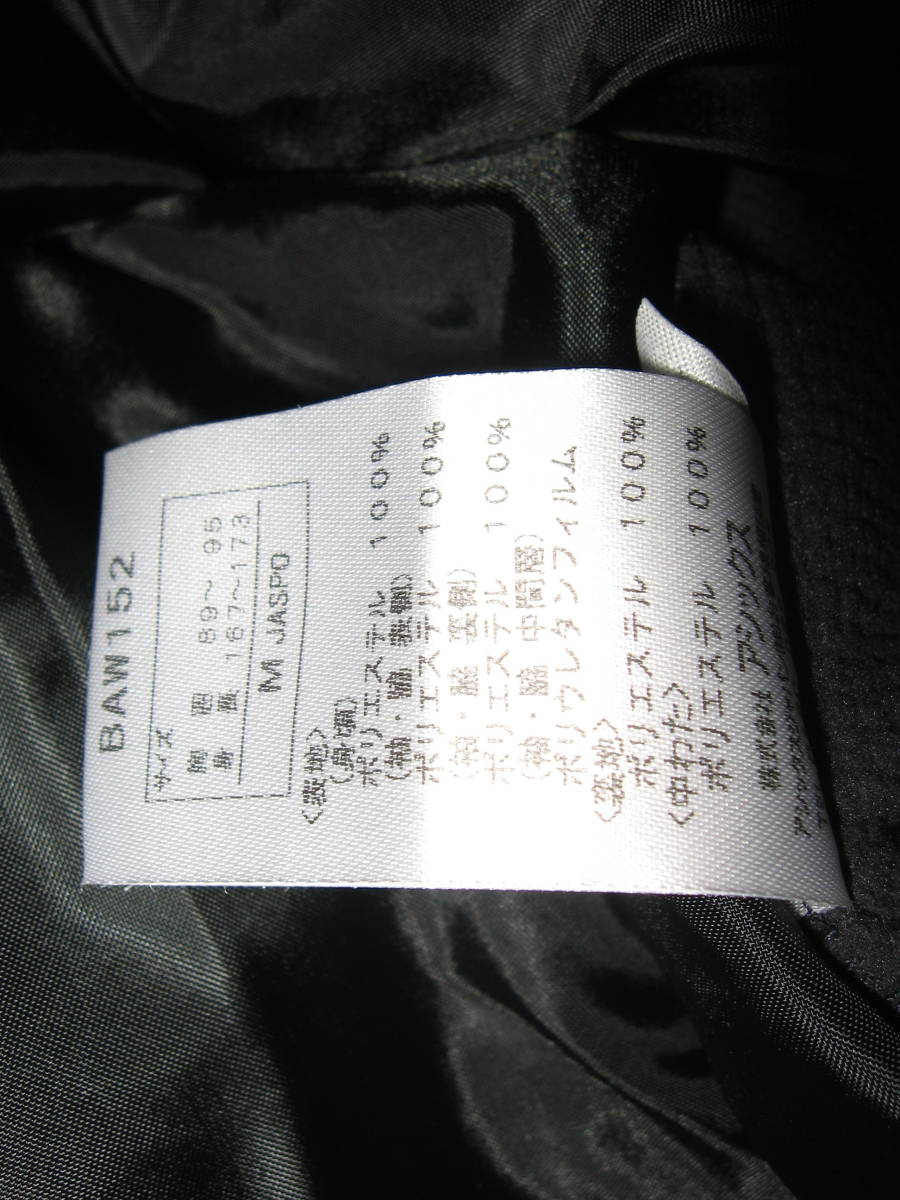 BAW152
サイズ
胸囲 89～ 95
身長 167～173
M JASPO
<表地>
(身頃)
ポリエステル 100%
(袖・脇 表側)
ポリエステル 100%
(袖・脇 裏側)
ポリエステル 100%
(袖・脇 中間層)
ポリウレタンフィルム
<裏地>
ポリエステル 100%
<中わた>
ポリエステル 100%
株式会社 アシックス